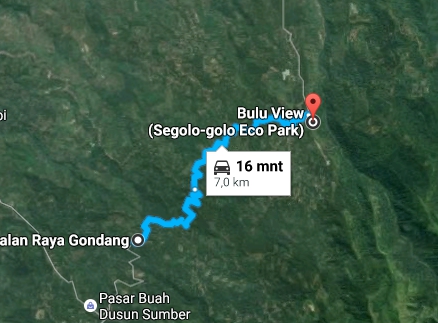 Bulu View
(Segolo-golo Eco Park)
16 mnt
7,0 km
pi
alan Raya Gondang
Pasar Buah
Dusun Sumber